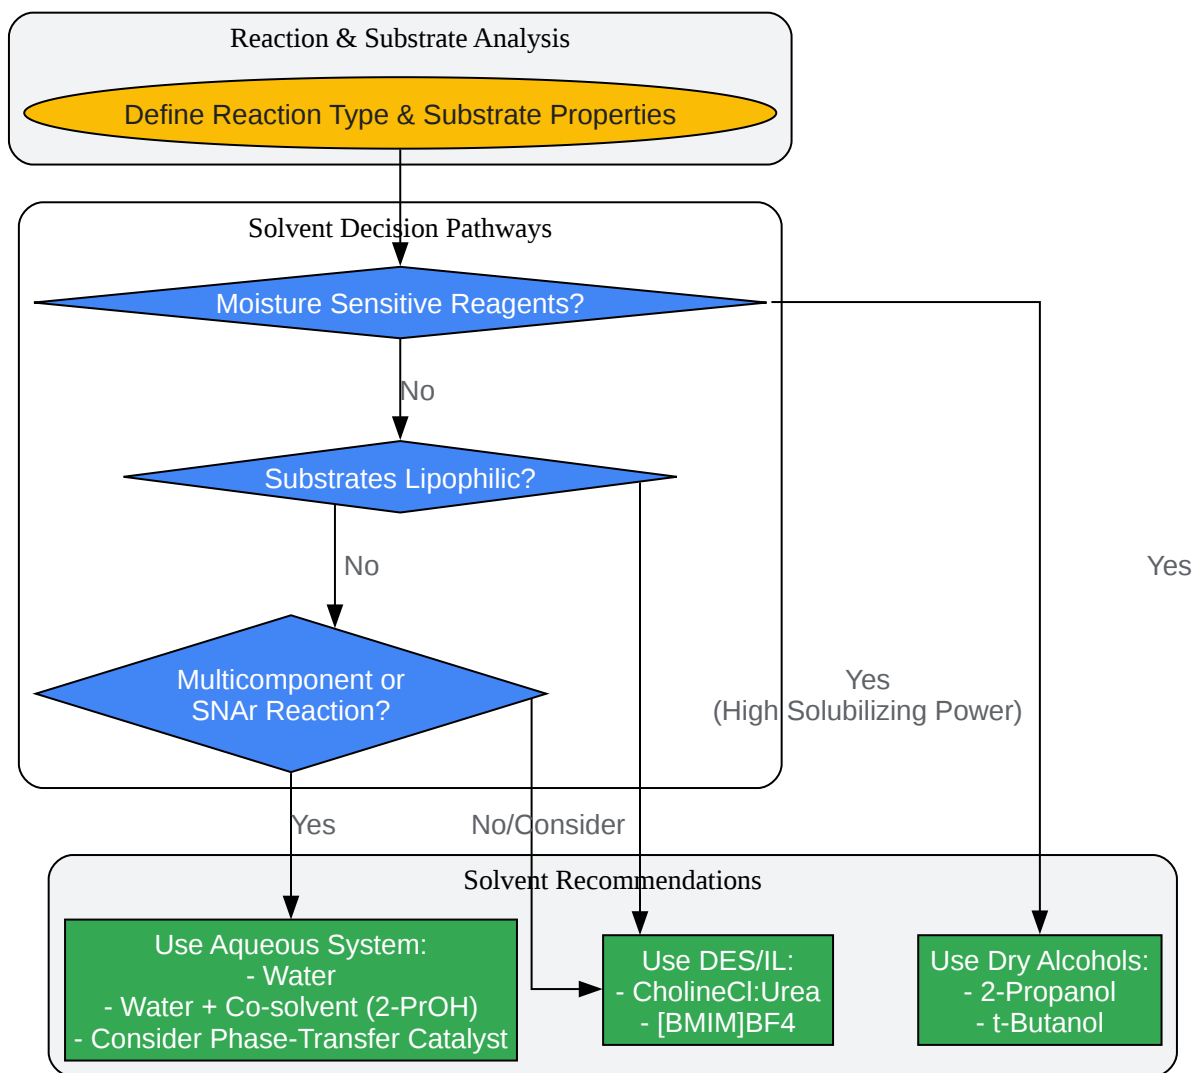 Reaction & Substrate Analysis
Define Reaction Type & Substrate Properties
Solvent Decision Pathways
Moisture Sensitive Reagents?
No
Substrates Lipophilic?
No
Yes
Multicomponent or
SNAr Reaction?
Yes
(High Solubilizing Power)
Yes
No/Consider
Solvent Recommendations
Use Aqueous System:
- Water
- Water + Co-solvent (2-PrOH)
- Consider Phase-Transfer Catalyst
Use DES/IL:
- CholineCl:Urea
- [BMIM]BF4
Use Dry Alcohols:
- 2-Propanol
- t-Butanol